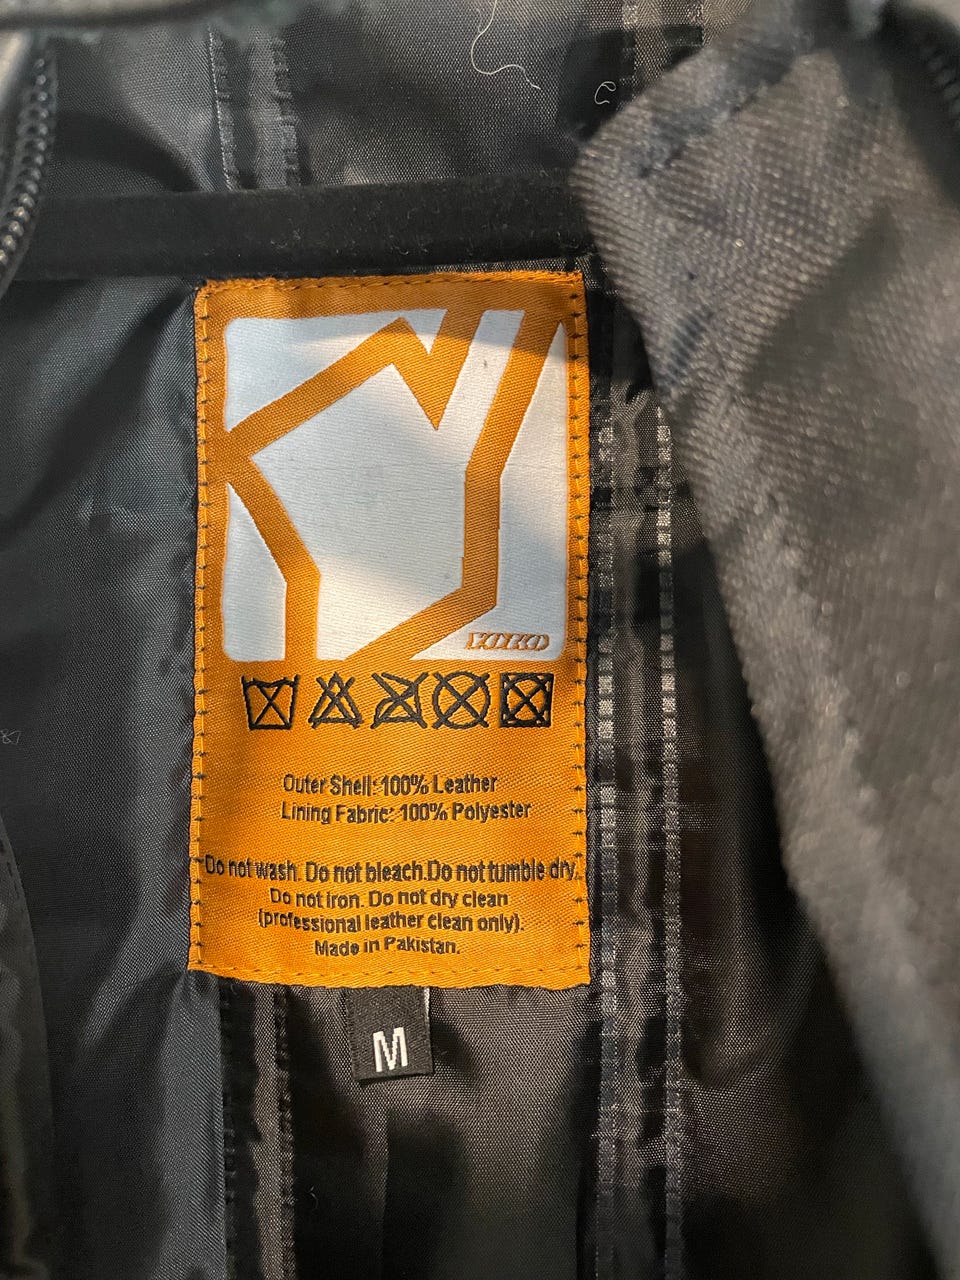 YOKO
Outer Shell: 100% Leather
Lining Fabric: 100% Polyester
Do not wash. Do not bleach.Do not tumble dry.
Do not iron. Do not dry clean
(professional leather clean only).
Made in Pakistan.
M